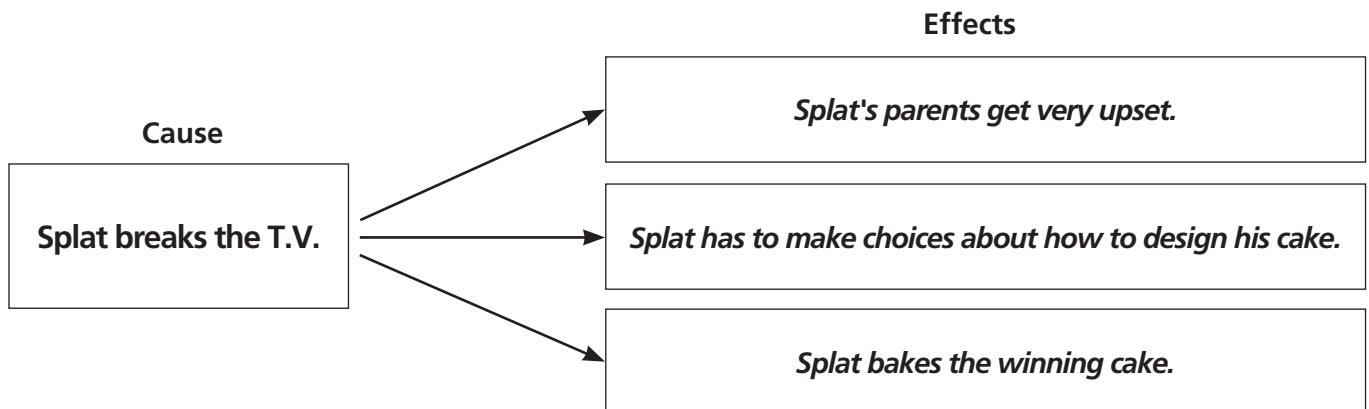 Effects
Splat's parents get very upset.
Cause
Splat breaks the T.V.
Splat has to make choices about how to design his cake.
Splat bakes the winning cake.